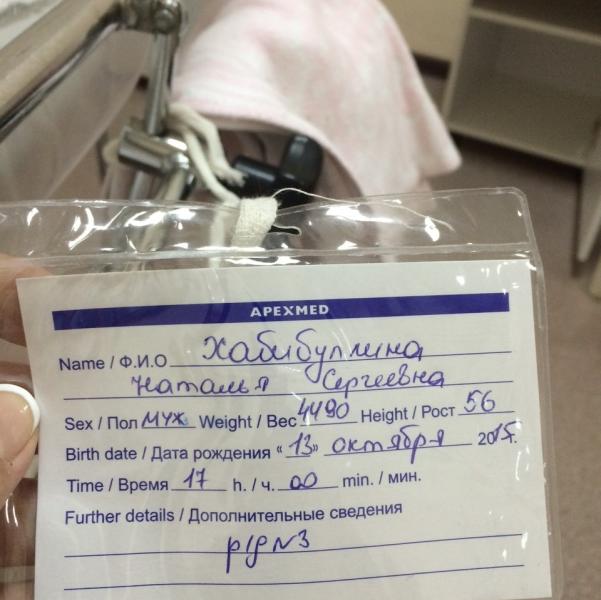 APEXMED
Name / Ф.И.О Хабибуллина
Наталья Сергеевна
Sex / Пол муж Weight / Вес 4490 Height / Рост 56
Birth date / Дата рождения «13» октября 2015г.
Time / Время 17 h. / ч. 00 min. / мин.
Further details / Дополнительные сведения
р/з №3